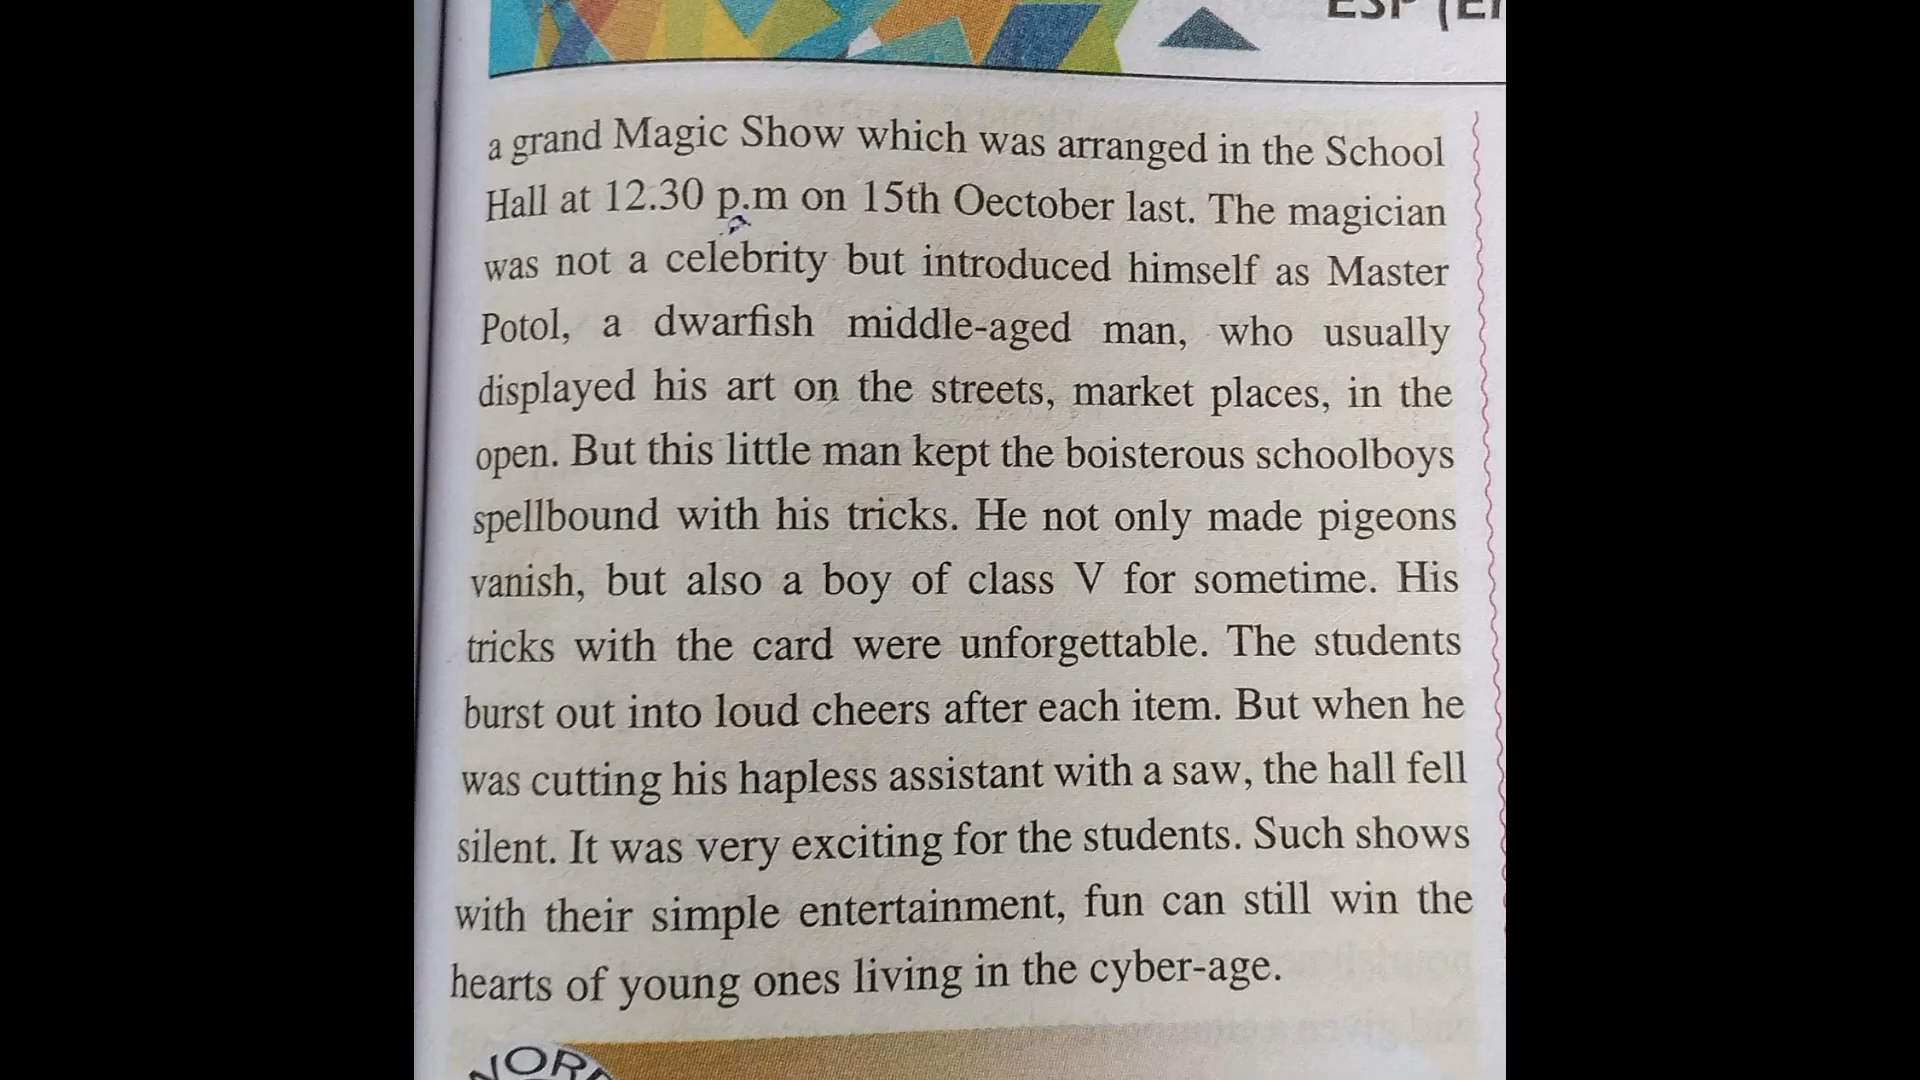 a grand Magic Show which was arranged in the School
Hall at 12.30 p.m on 15th Oectober last. The magician
was not a celebrity but introduced himself as Master
Potol, a dwarfish middle-aged man, who usually
displayed his art on the streets, market places, in the
open. But this little man kept the boisterous schoolboys
spellbound with his tricks. He not only made pigeons
vanish, but also a boy of class V for sometime. His
tricks with the card were unforgettable. The students
burst out into loud cheers after each item. But when he
was cutting his hapless assistant with a saw, the hall fell
silent. It was very exciting for the students. Such shows
with their simple entertainment, fun can still win the
hearts of young ones living in the cyber-age.